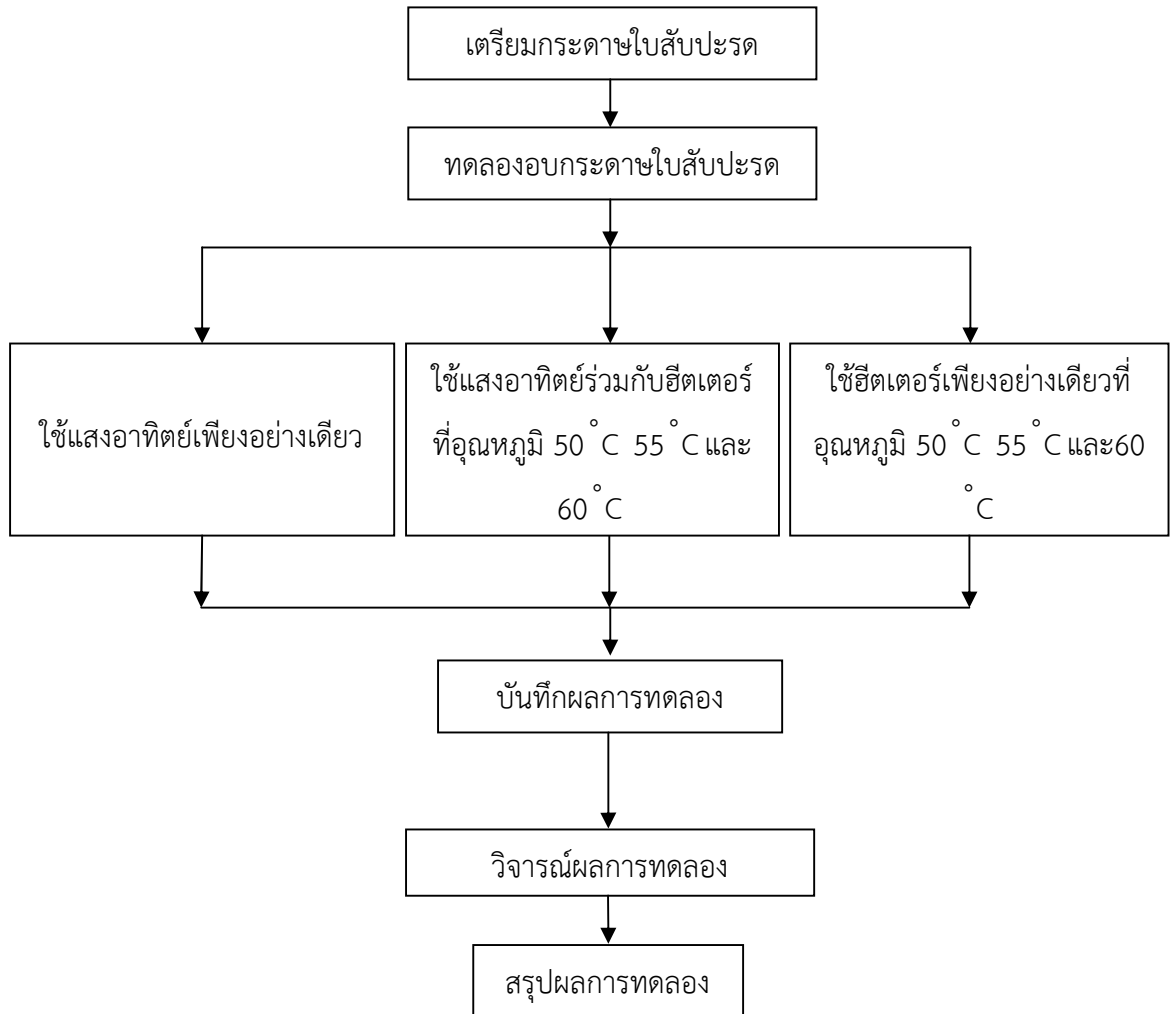 เตรียมกระดาษใบสับปะรด
ทดลองอบกระดาษใบสับปะรด
ใช้แสงอาทิตย์เพียงอย่างเดียว
ใช้แสงอาทิตย์ร่วมกับฮีตเตอร์
ที่อุณหภูมิ 50 °C 55 °C และ
60 °C
ใช้ฮีตเตอร์เพียงอย่างเดียวที่
อุณหภูมิ 50 °C 55 °C และ60
°C
บันทึกผลการทดลอง
วิจารณ์ผลการทดลอง
สรุปผลการทดลอง